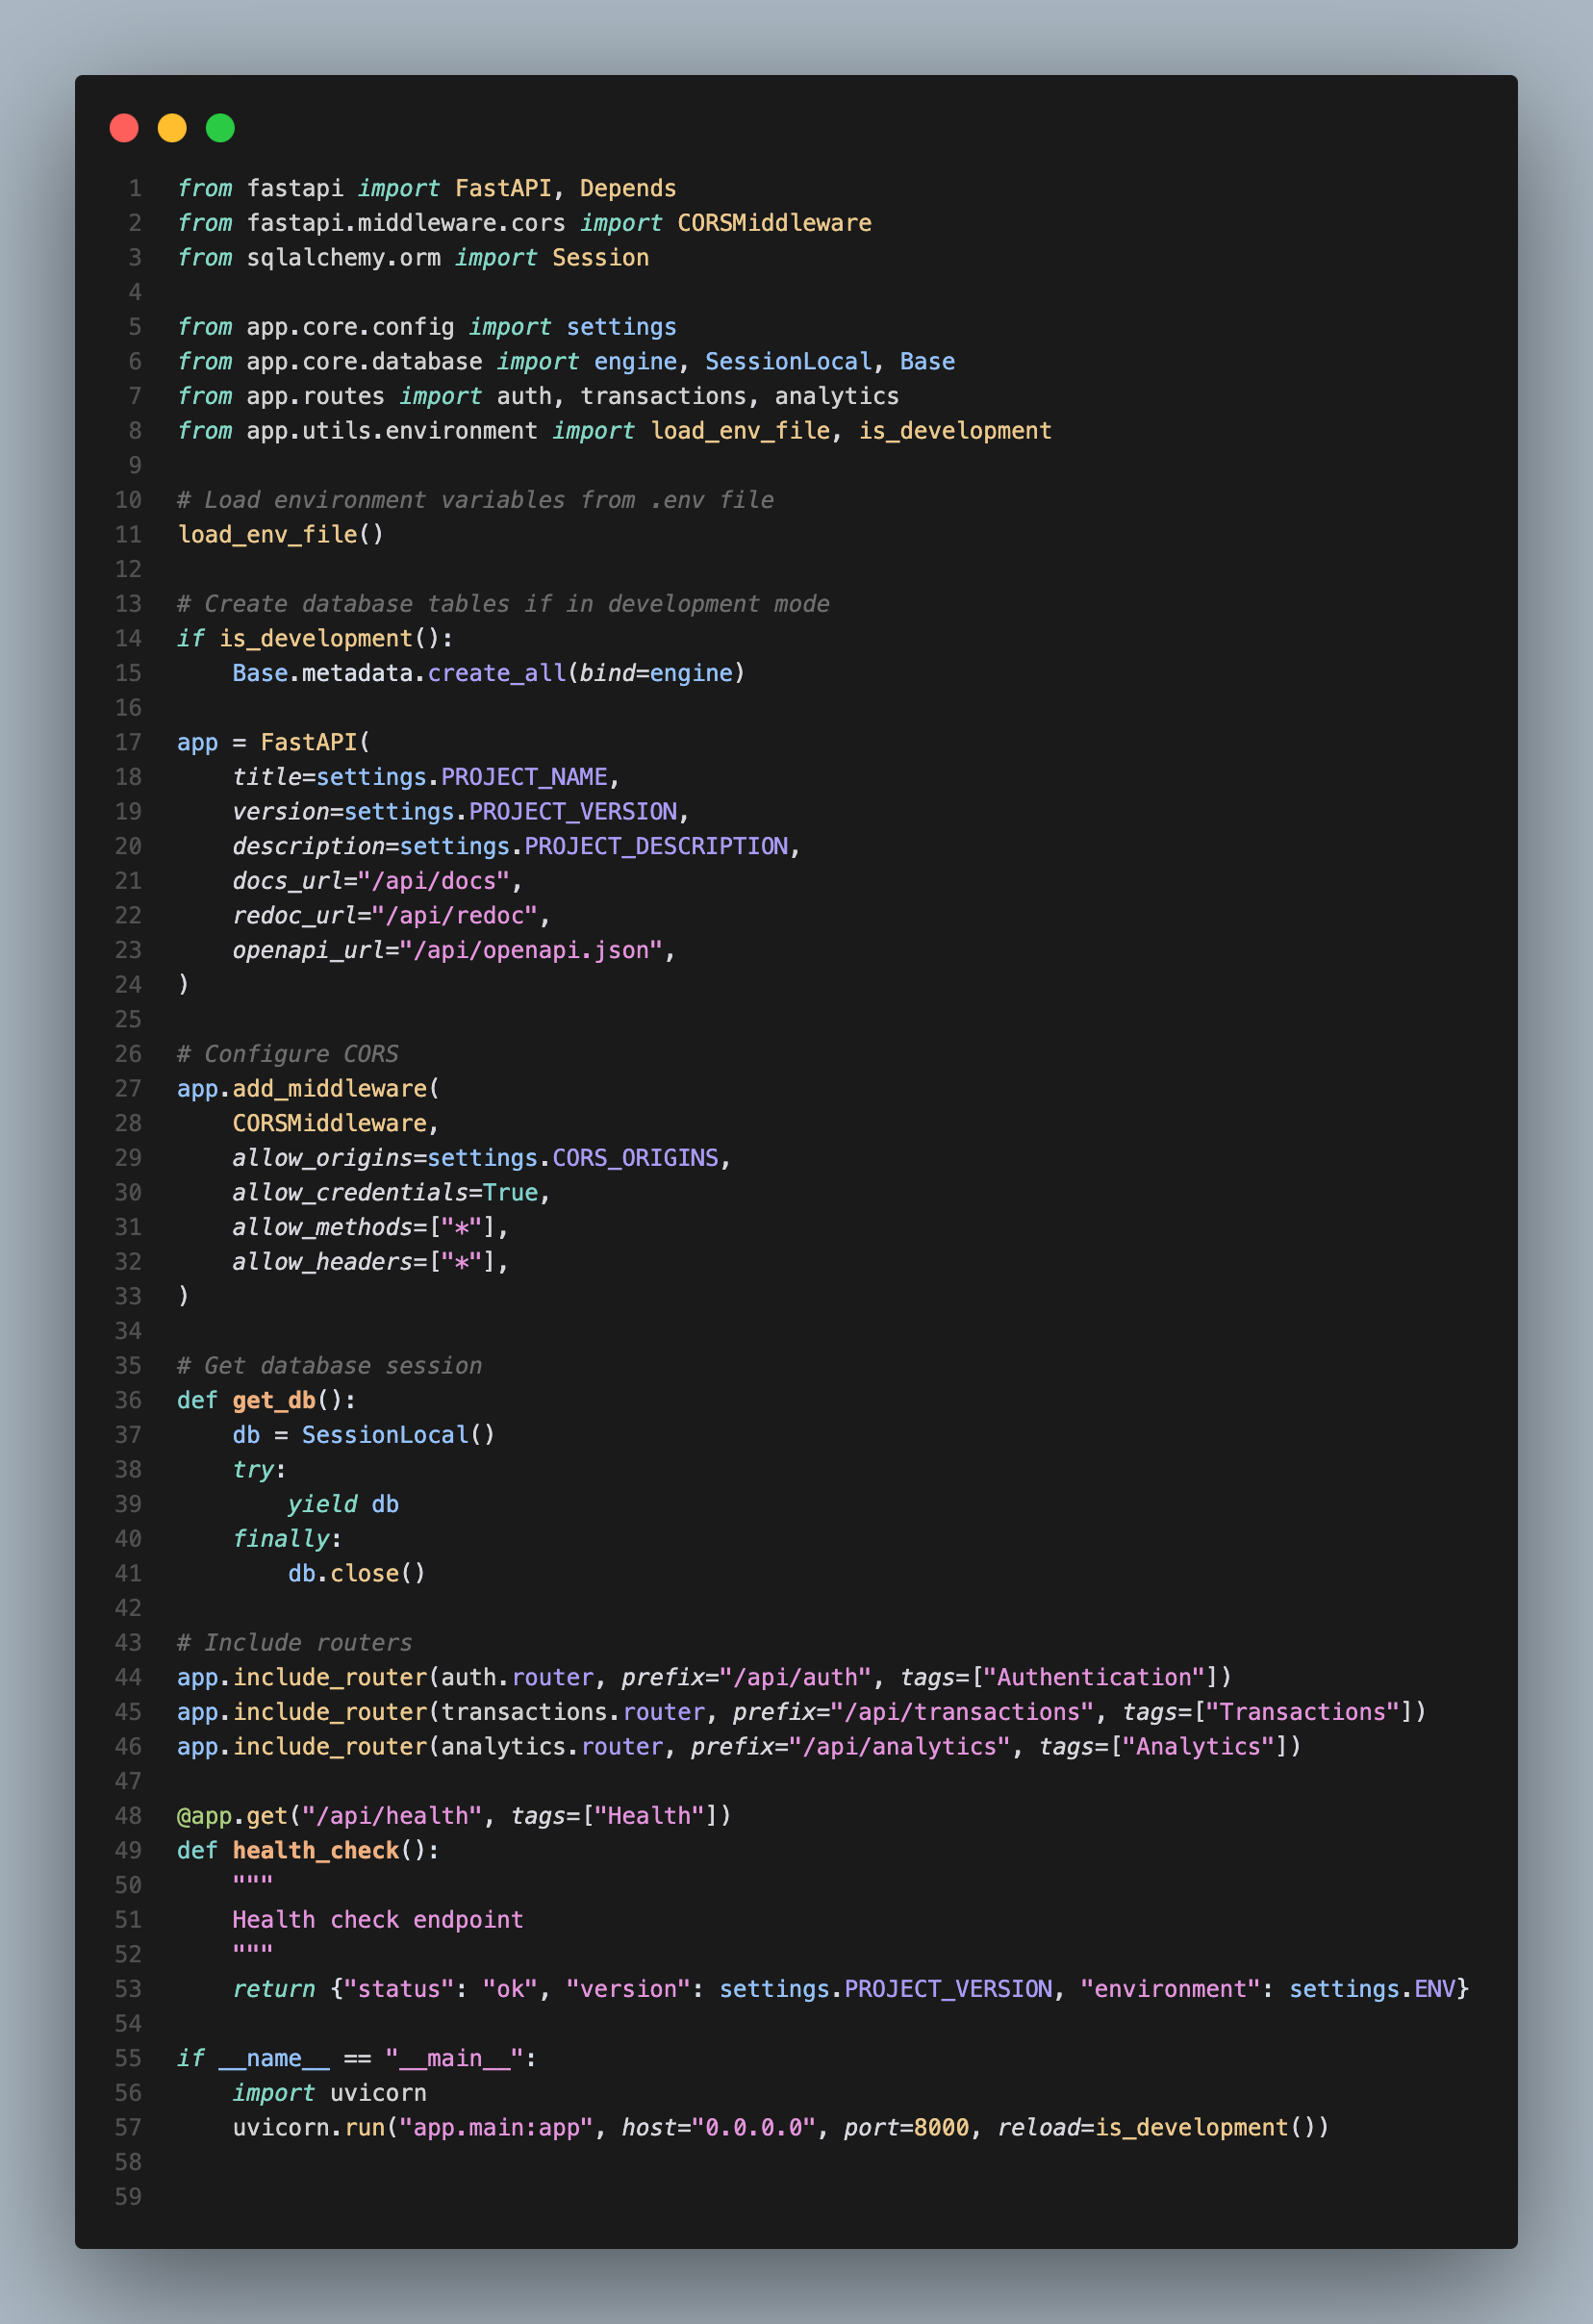 1 from fastapi import FastAPI, Depends
2 from fastapi.middleware.cors import CORSMiddleware
3 from sqlalchemy.orm import Session
4
5 from app.core.config import settings
6 from app.core.database import engine, SessionLocal, Base
7 from app.routes import auth, transactions, analytics
8 from app.utils.environment import load_env_file, is_development
9
10 # Load environment variables from .env file
11 load_env_file()
12
13 # Create database tables if in development mode
14 if is_development():
15     Base.metadata.create_all(bind=engine)
16
17 app = FastAPI(
18     title=settings.PROJECT_NAME,
19     version=settings.PROJECT_VERSION,
20     description=settings.PROJECT_DESCRIPTION,
21     docs_url="/api/docs",
22     redoc_url="/api/redoc",
23     openapi_url="/api/openapi.json",
24 )
25
26 # Configure CORS
27 app.add_middleware(
28     CORSMiddleware,
29     allow_origins=settings.CORS_ORIGINS,
30     allow_credentials=True,
31     allow_methods=["*"],
32     allow_headers=["*"],
33 )
34
35 # Get database session
36 def get_db():
37     db = SessionLocal()
38     try:
39         yield db
40     finally:
41         db.close()
42
43 # Include routers
44 app.include_router(auth.router, prefix="/api/auth", tags=["Authentication"])
45 app.include_router(transactions.router, prefix="/api/transactions", tags=["Transactions"])
46 app.include_router(analytics.router, prefix="/api/analytics", tags=["Analytics"])
47
48 @app.get("/api/health", tags=["Health"])
49 def health_check():
50     """
51     Health check endpoint
52     """
53     return {"status": "ok", "version": settings.PROJECT_VERSION, "environment": settings.ENV}
54
55 if __name__ == "__main__":
56     import uvicorn
57     uvicorn.run("app.main:app", host="0.0.0.0", port=8000, reload=is_development())
58
59